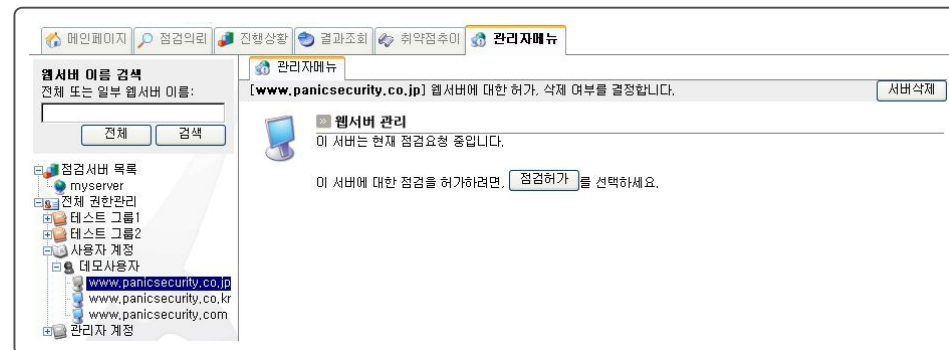 메인페이지 점검의뢰 진행상황 결과조회 취약점추이 관리자메뉴
웹서버 이름 검색
전체 또는 일부 웹서버 이름:
전체 검색
점검서버 목록
myserver
전체 권한관리
테스트 그룹1
테스트 그룹2
사용자 계정
데모사용자
www.panicsecurity.co.jp
www.panicsecurity.co.kr
www.panicsecurity.com
관리자 계정
관리자메뉴
[www.panicsecurity.co.jp] 웹서버에 대한 허가, 삭제 여부를 결정합니다. 서버삭제
웹서버 관리
이 서버는 현재 점검요청 중입니다.
이 서버에 대한 점검을 허가하려면, 점검허가 를 선택하세요.